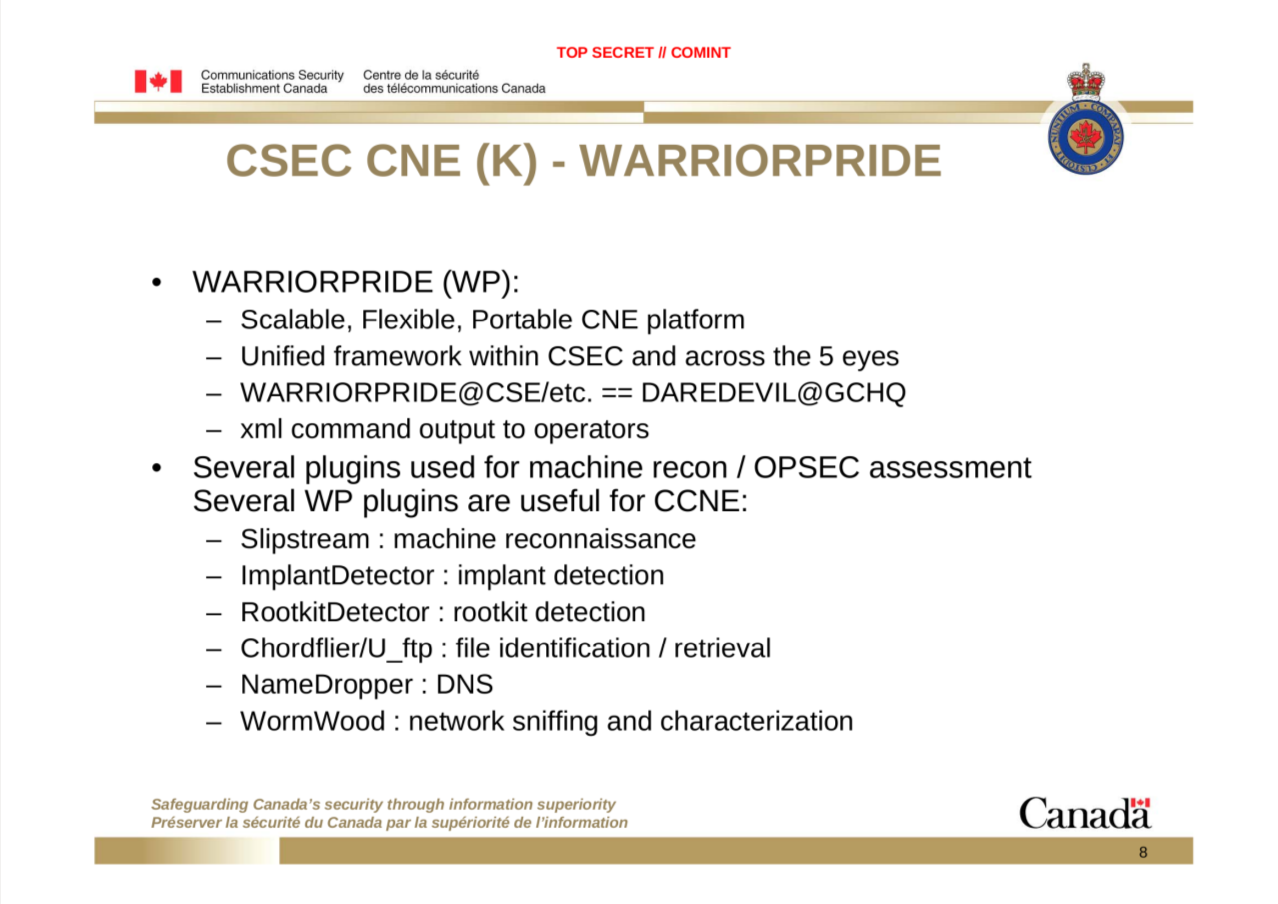 TOP SECRET // COMINT
Communications Security Establishment Canada
Centre de la sécurité des télécommunications Canada
CSEC CNE (K) - WARRIORPRIDE
• WARRIORPRIDE (WP):
– Scalable, Flexible, Portable CNE platform
– Unified framework within CSEC and across the 5 eyes
– WARRIORPRIDE@CSE/etc. == DAREDEVIL@GCHQ
– xml command output to operators
• Several plugins used for machine recon / OPSEC assessment
Several WP plugins are useful for CCNE:
– Slipstream : machine reconnaissance
– ImplantDetector : implant detection
– RootkitDetector : rootkit detection
– Chordflier/U_ftp : file identification / retrieval
– NameDropper : DNS
– WormWood : network sniffing and characterization
Safeguarding Canada's security through information superiority
Préserver la sécurité du Canada par la supériorité de l'information
Canada
8